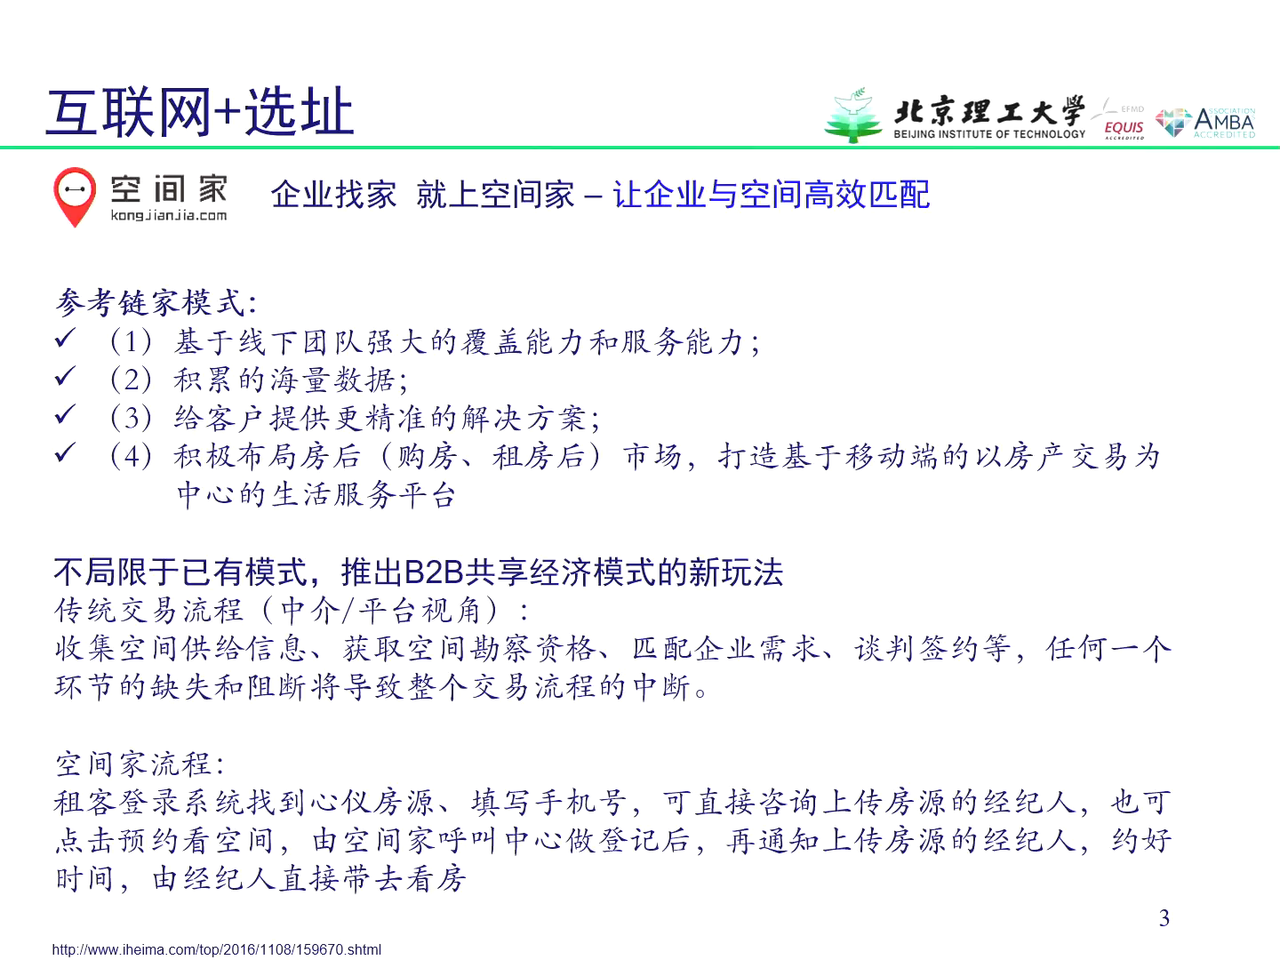 互联网+选址
北京理工大学
BEIJING INSTITUTE OF TECHNOLOGY
EFMD
EQUIS
ACCREDITED
ASSOCIATION
AMBA
ACCREDITED
空间家
kongjianjia.com
企业找家 就上空间家 – 让企业与空间高效匹配
参考链家模式：
✓ （1）基于线下团队强大的覆盖能力和服务能力；
✓ （2）积累的海量数据；
✓ （3）给客户提供更精准的解决方案；
✓ （4）积极布局房后（购房、租房后）市场，打造基于移动端的以房产交易为
中心的生活服务平台
不局限于已有模式，推出B2B共享经济模式的新玩法
传统交易流程（中介/平台视角）：
收集空间供给信息、获取空间勘察资格、匹配企业需求、谈判签约等，任何一个
环节的缺失和阻断将导致整个交易流程的中断。
空间家流程：
租客登录系统找到心仪房源、填写手机号，可直接咨询上传房源的经纪人，也可
点击预约看空间，由空间家呼叫中心做登记后，再通知上传房源的经纪人，约好
时间，由经纪人直接带去看房
3
http://www.iheima.com/top/2016/1108/159670.shtml